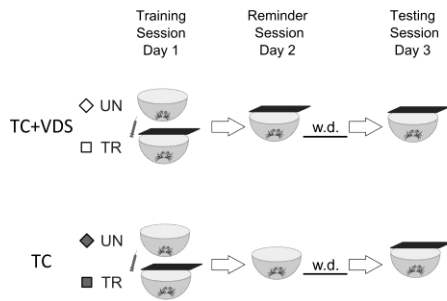 Training Session Day 1
Reminder Session Day 2
Testing Session Day 3
TC+VDS
UN
TR
w.d.
TC
UN
TR
w.d.